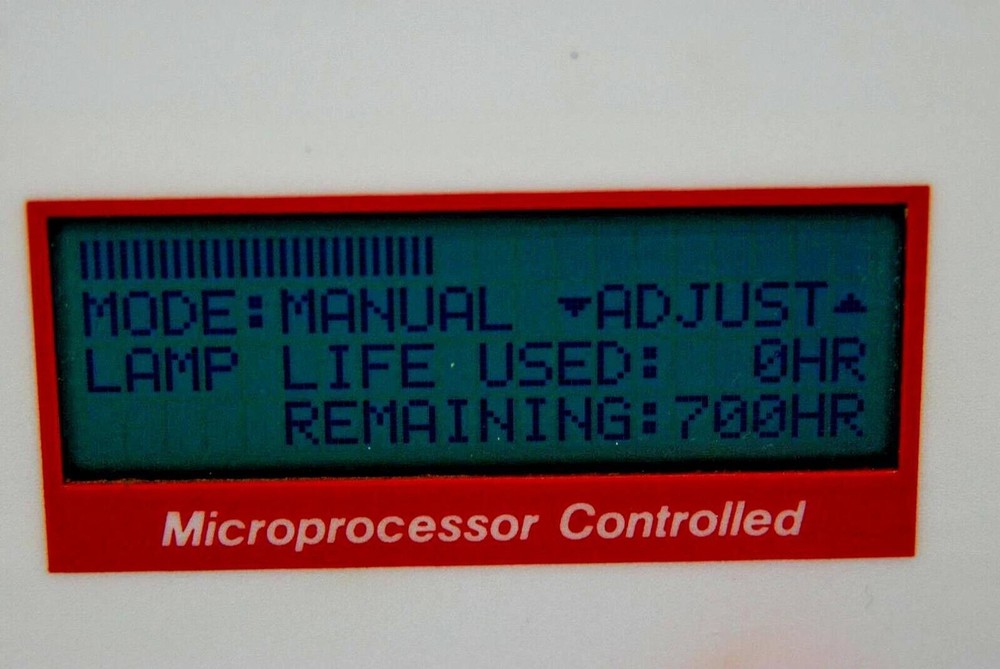 MODE:MANUAL ▼ADJUST▲
LAMP LIFE USED: 0HR
REMAINING:700HR
Microprocessor Controlled